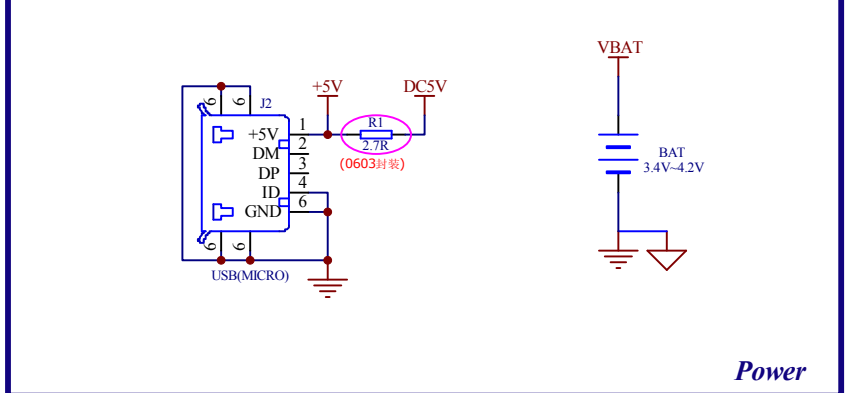 VBAT
+5V
DC5V
6
6
J2
R1
2.7R
(0603封装)
+5V
1
DM
2
DP
3
ID
4
GND
6
6
6
USB(MICRO)
BAT
3.4V~4.2V
Power